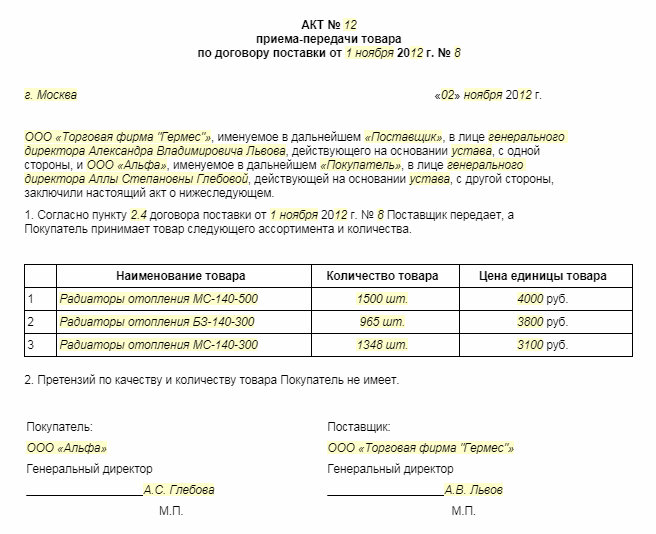 АКТ № 12
приема-передачи товара
по договору поставки от 1 ноября 2012 г. № 8
г. Москва «02» ноября 2012 г.
ООО «Торговая фирма "Гермес"», именуемое в дальнейшем «Поставщик», в лице генерального
директора Александра Владимировича Львова, действующего на основании устава, с одной
стороны, и ООО «Альфа», именуемое в дальнейшем «Покупатель», в лице генерального
директора Аллы Степановны Глебовой, действующей на основании устава, с другой стороны,
заключили настоящий акт о нижеследующем.
1. Согласно пункту 2.4 договора поставки от 1 ноября 2012 г. № 8 Поставщик передает, а
Покупатель принимает товар следующего ассортимента и количества.
Наименование товара Количество товара Цена единицы товара
1 Радиаторы отопления МС-140-500 1500 шт. 4000 руб.
2 Радиаторы отопления БЗ-140-300 965 шт. 3800 руб.
3 Радиаторы отопления МС-140-300 1348 шт. 3100 руб.
2. Претензий по качеству и количеству товара Покупатель не имеет.
Покупатель: Поставщик:
ООО «Альфа» ООО «Торговая фирма "Гермес"»
Генеральный директор Генеральный директор
__________________А.С. Глебова __________________А.В. Львов
М.П. М.П.